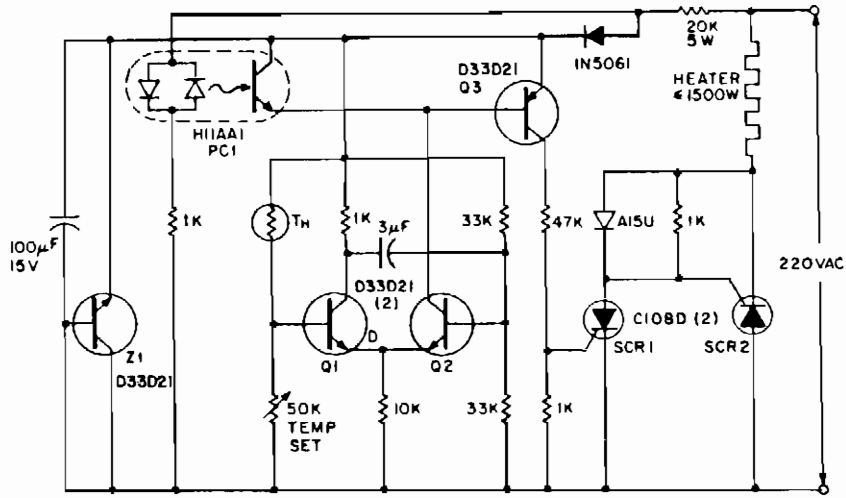 20K
5W
1N5061
D33D21
Q3
HEATER
≤1500W
H11AA1
PC1
1K
TH
1K
3µF
33K
47K
A15U
1K
100µF
15V
220VAC
D33D21
(2)
D
C108D (2)
SCR1
SCR2
Z1
D33D21
Q1
Q2
50K
TEMP
SET
10K
33K
1K